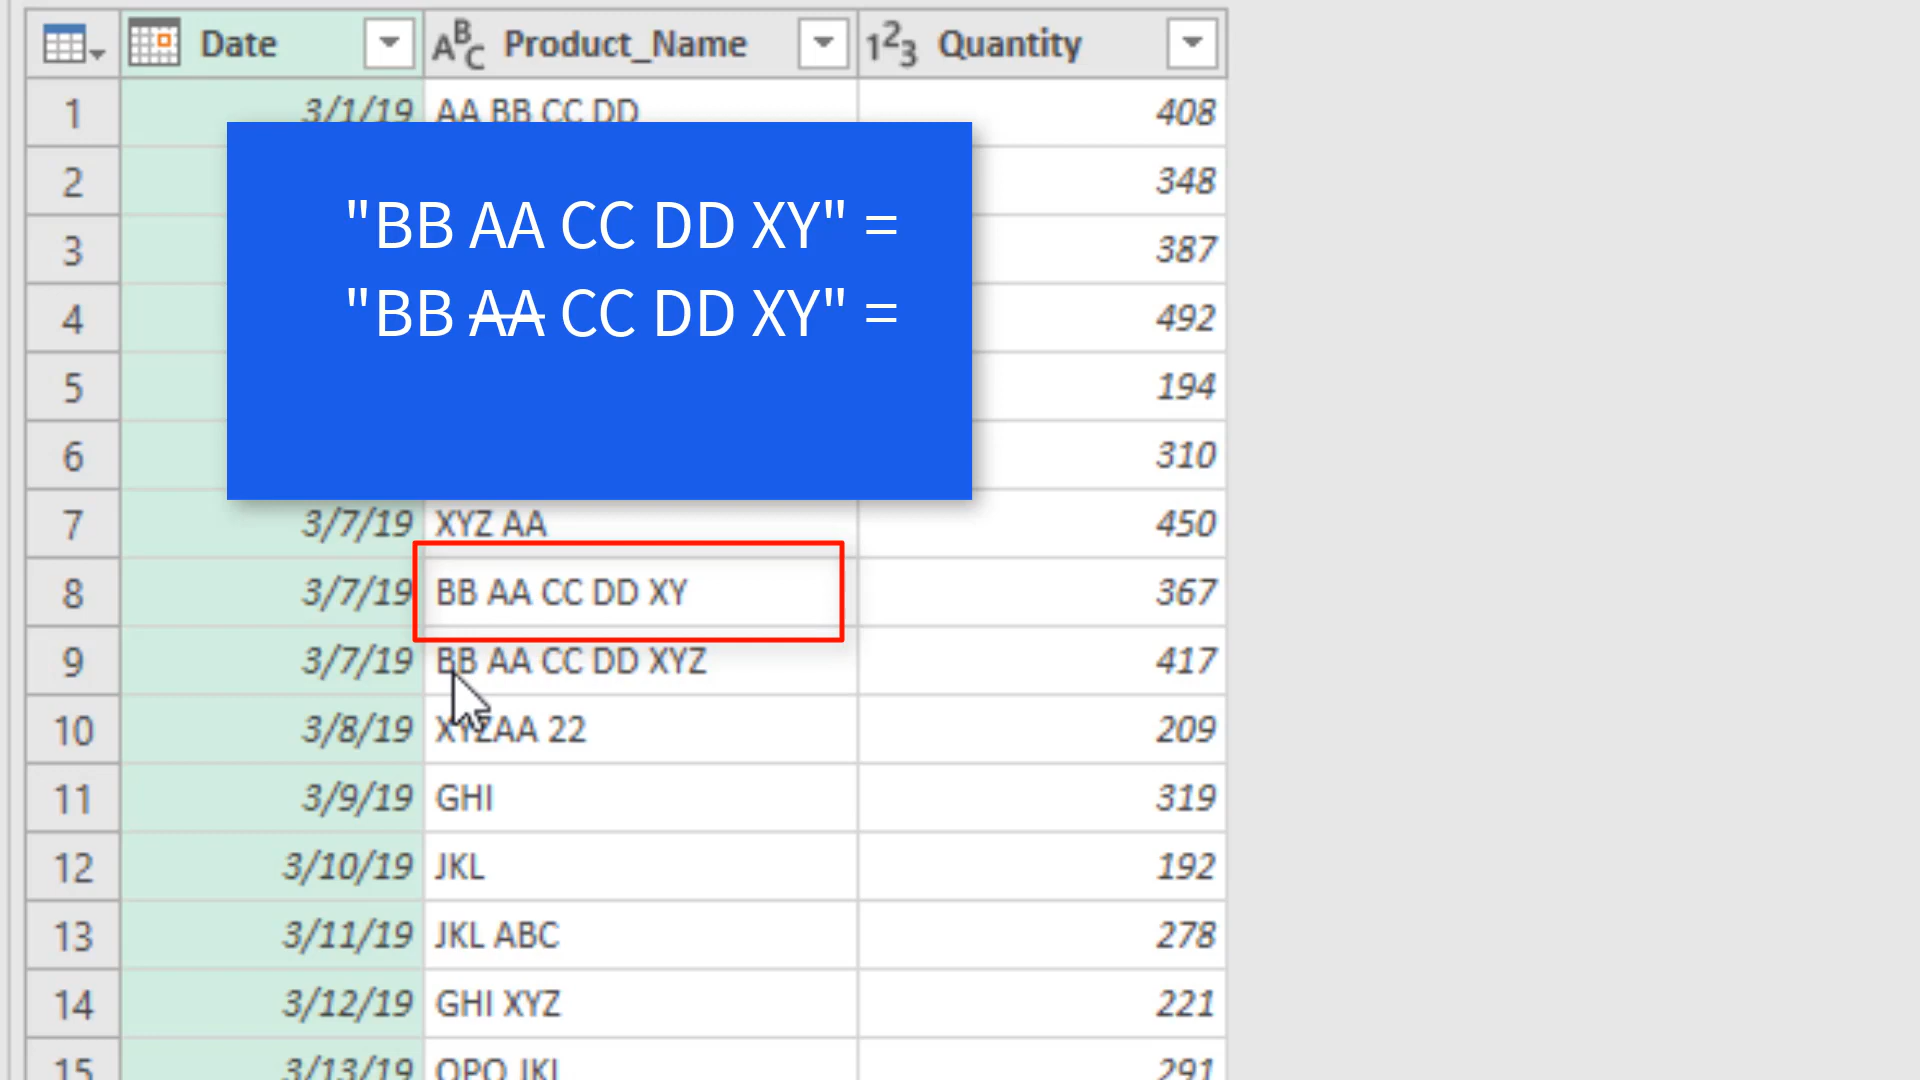 Date ABC Product_Name 123 Quantity
1 3/1/19 AA BB CC DD 408
2 348
3 387
4 492
5 194
6 310
"BB AA CC DD XY" =
"BB AA CC DD XY" =
7 3/7/19 XYZ AA 450
8 3/7/19 BB AA CC DD XY 367
9 3/7/19 BB AA CC DD XYZ 417
10 3/8/19 XYZAA 22 209
11 3/9/19 GHI 319
12 3/10/19 JKL 192
13 3/11/19 JKL ABC 278
14 3/12/19 GHI XYZ 221
15 3/13/19 OPQ JKL 291